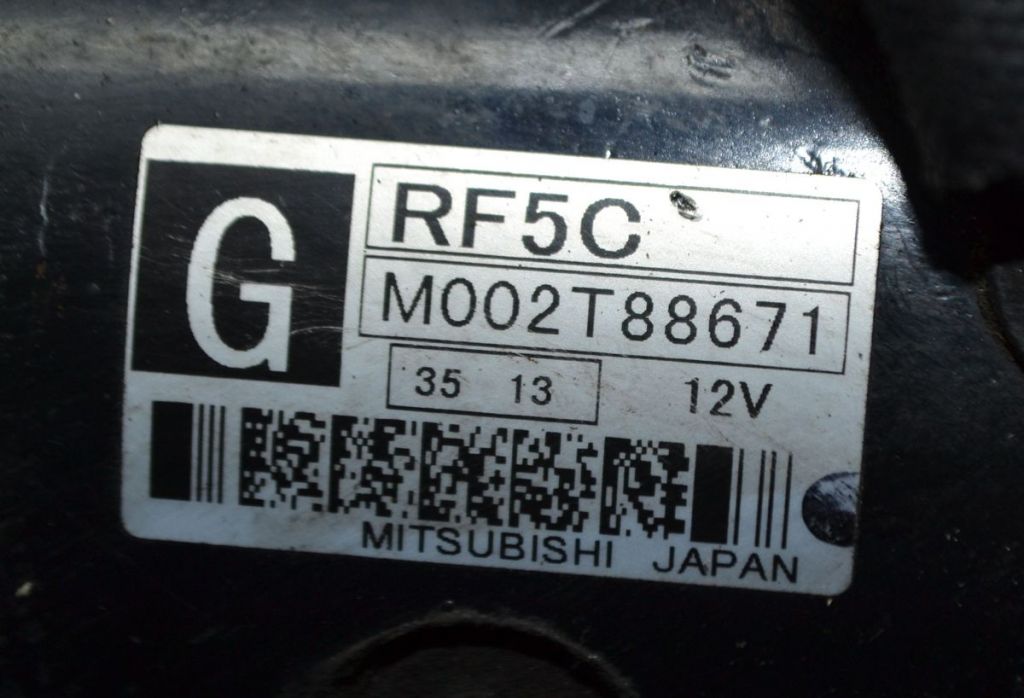 G
RF5C
M002T88671
35 13
12V
MITSUBISHI JAPAN